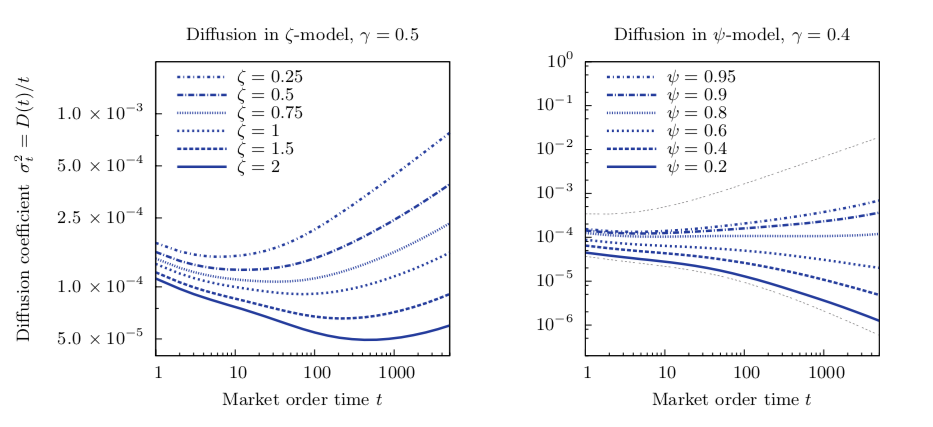 Diffusion in ζ-model, γ = 0.5
Diffusion coefficient σ_t^2 = D(t)/t
1.0 × 10^−3
5.0 × 10^−4
2.5 × 10^−4
1.0 × 10^−4
5.0 × 10^−5
ζ = 0.25
ζ = 0.5
ζ = 0.75
ζ = 1
ζ = 1.5
ζ = 2
1 10 100 1000
Market order time t
Diffusion in ψ-model, γ = 0.4
10^0
10^−1
10^−2
10^−3
10^−4
10^−5
10^−6
ψ = 0.95
ψ = 0.9
ψ = 0.8
ψ = 0.6
ψ = 0.4
ψ = 0.2
1 10 100 1000
Market order time t